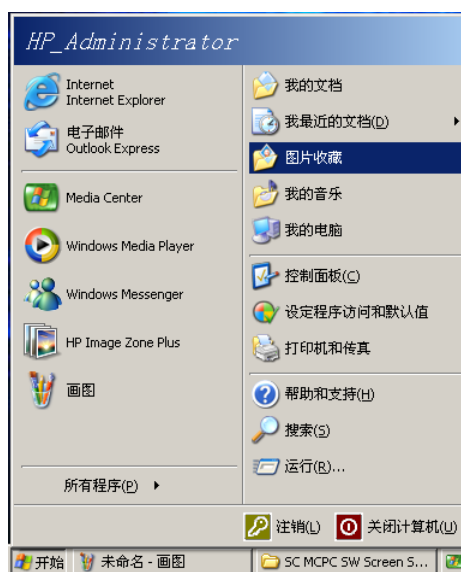 HP_Administrator
Internet
Internet Explorer
电子邮件
Outlook Express
Media Center
Windows Media Player
Windows Messenger
HP Image Zone Plus
画图
所有程序(P)
我的文档
我最近的文档(D)
图片收藏
我的音乐
我的电脑
控制面板(C)
设定程序访问和默认值
打印机和传真
帮助和支持(H)
搜索(S)
运行(R)...
注销(L)
关闭计算机(U)
开始
未命名 - 画图
SC MCPC SW Screen S...